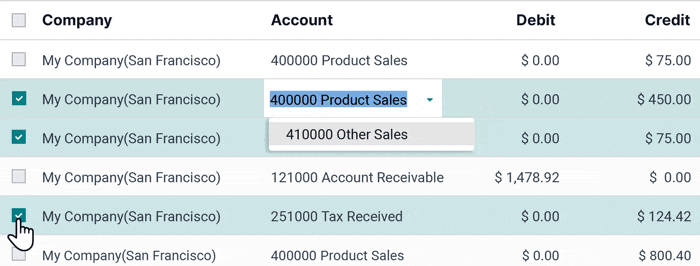 Company Account Debit Credit
My Company(San Francisco) 400000 Product Sales $ 0.00 $ 75.00
My Company(San Francisco) 400000 Product Sales $ 0.00 $ 450.00
My Company(San Francisco) 410000 Other Sales $ 0.00 $ 75.00
My Company(San Francisco) 121000 Account Receivable $ 1,478.92 $ 0.00
My Company(San Francisco) 251000 Tax Received $ 0.00 $ 124.42
My Company(San Francisco) 400000 Product Sales $ 0.00 $ 800.40